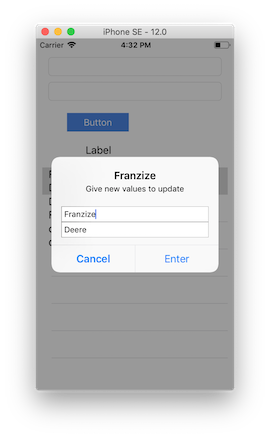 iPhone SE - 12.0
Carrier 4:32 PM
Button
Label
Franzize
Give new values to update
Franzize
Deere
Cancel Enter